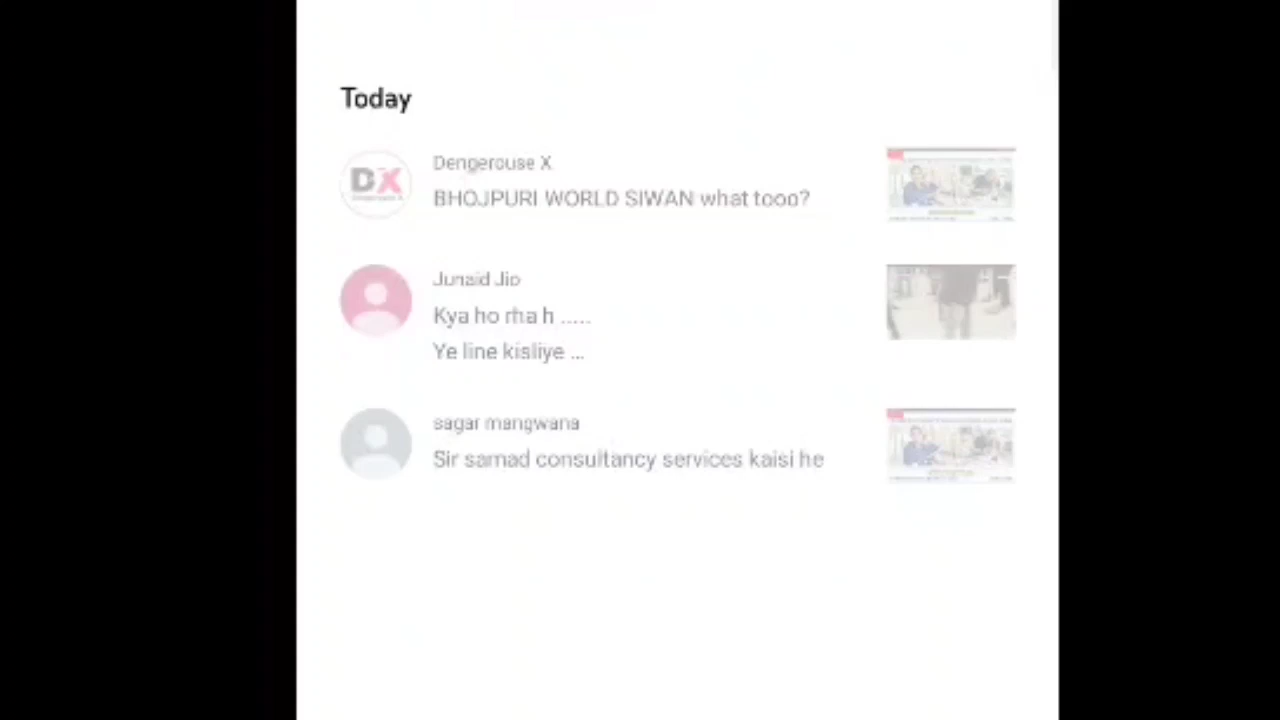 Today
DX
Dengerouse X
BHOJPURI WORLD SIWAN what tooo?
Junaid Jio
Kya ho rha h .....
Ye line kisliye ...
sagar mangwana
Sir samad consultancy services kaisi he